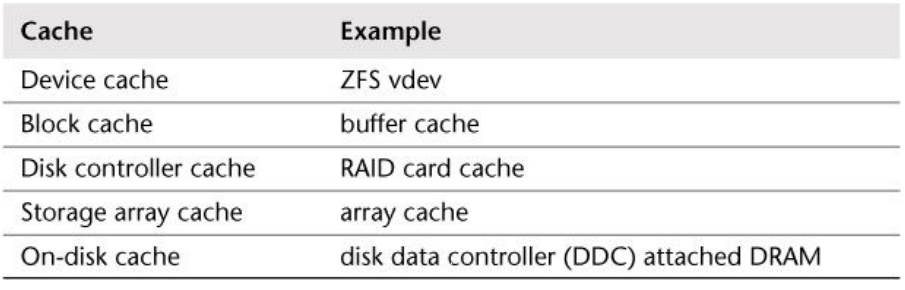 Cache Example
Device cache ZFS vdev
Block cache buffer cache
Disk controller cache RAID card cache
Storage array cache array cache
On-disk cache disk data controller (DDC) attached DRAM